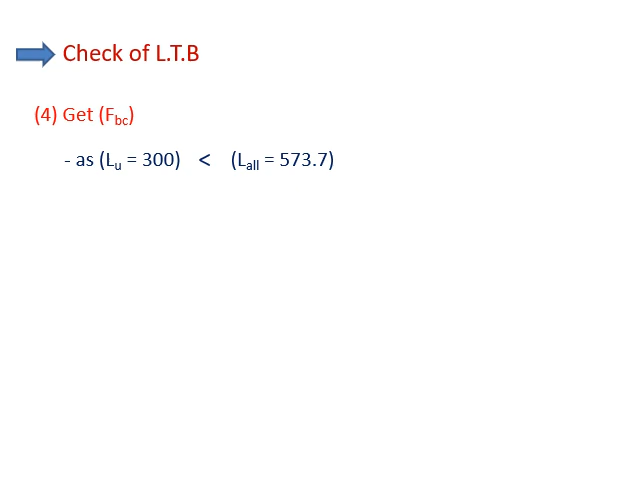 Check of L.T.B
(4) Get (Fbc)
- as (Lu = 300) < (Lall = 573.7)